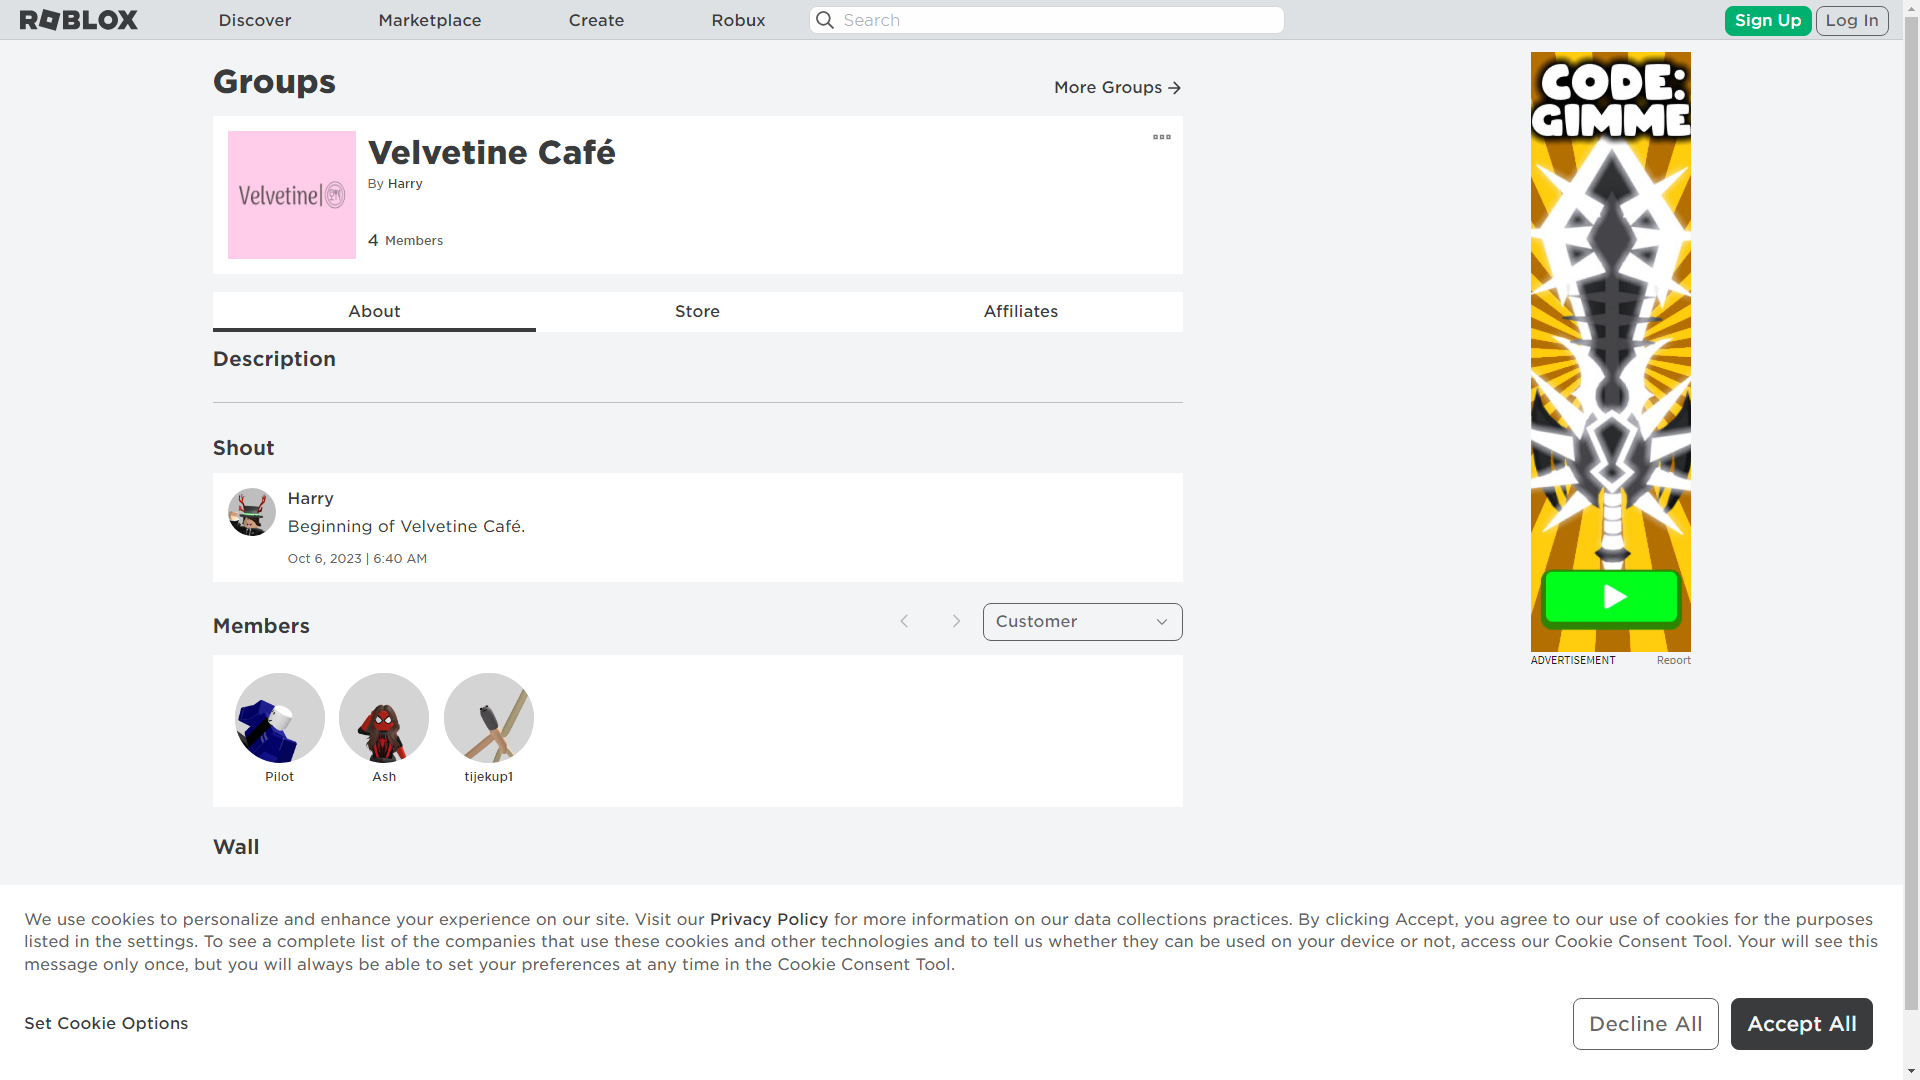 ROBLOX
Discover
Marketplace
Create
Robux
Search
Sign Up
Log In
Groups
More Groups
Velvetine
Velvetine Café
By Harry
4 Members
About
Store
Affiliates
Description
Shout
Harry
Beginning of Velvetine Café.
Oct 6, 2023 | 6:40 AM
Members
Customer
Pilot
Ash
tijekup1
Wall
CODE:
GIMME
ADVERTISEMENT
Report
We use cookies to personalize and enhance your experience on our site. Visit our Privacy Policy for more information on our data collections practices. By clicking Accept, you agree to our use of cookies for the purposes
listed in the settings. To see a complete list of the companies that use these cookies and other technologies and to tell us whether they can be used on your device or not, access our Cookie Consent Tool. Your will see this
message only once, but you will always be able to set your preferences at any time in the Cookie Consent Tool.
Set Cookie Options
Decline All
Accept All